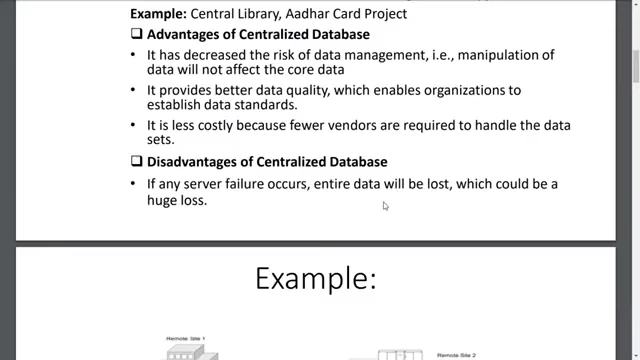 Example: Central Library, Aadhar Card Project
❑ Advantages of Centralized Database
• It has decreased the risk of data management, i.e., manipulation of
data will not affect the core data
• It provides better data quality, which enables organizations to
establish data standards.
• It is less costly because fewer vendors are required to handle the data
sets.
❑ Disadvantages of Centralized Database
• If any server failure occurs, entire data will be lost, which could be a
huge loss.
Example:
Remote Site 1
Remote Site 2